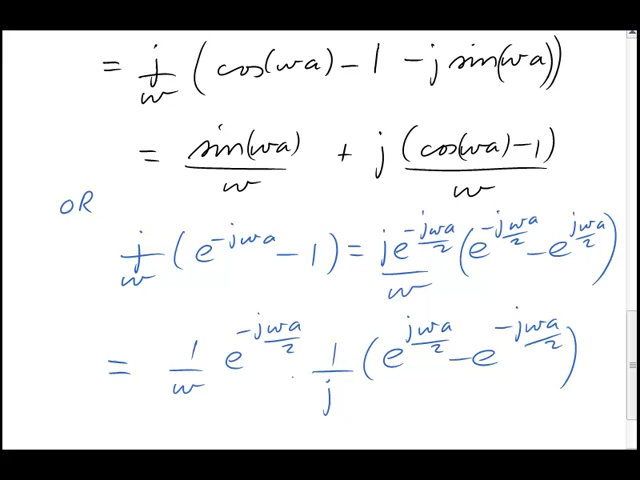 = j/w (cos(wa) - 1 - j sin(wa))
= sin(wa)/w + j (cos(wa) - 1)/w
OR
j/w (e^{-jwa} - 1) = je^{-jwa/2}/w (e^{-jwa/2} - e^{jwa/2})
= 1/w e^{-jwa/2} · 1/j (e^{jwa/2} - e^{-jwa/2})